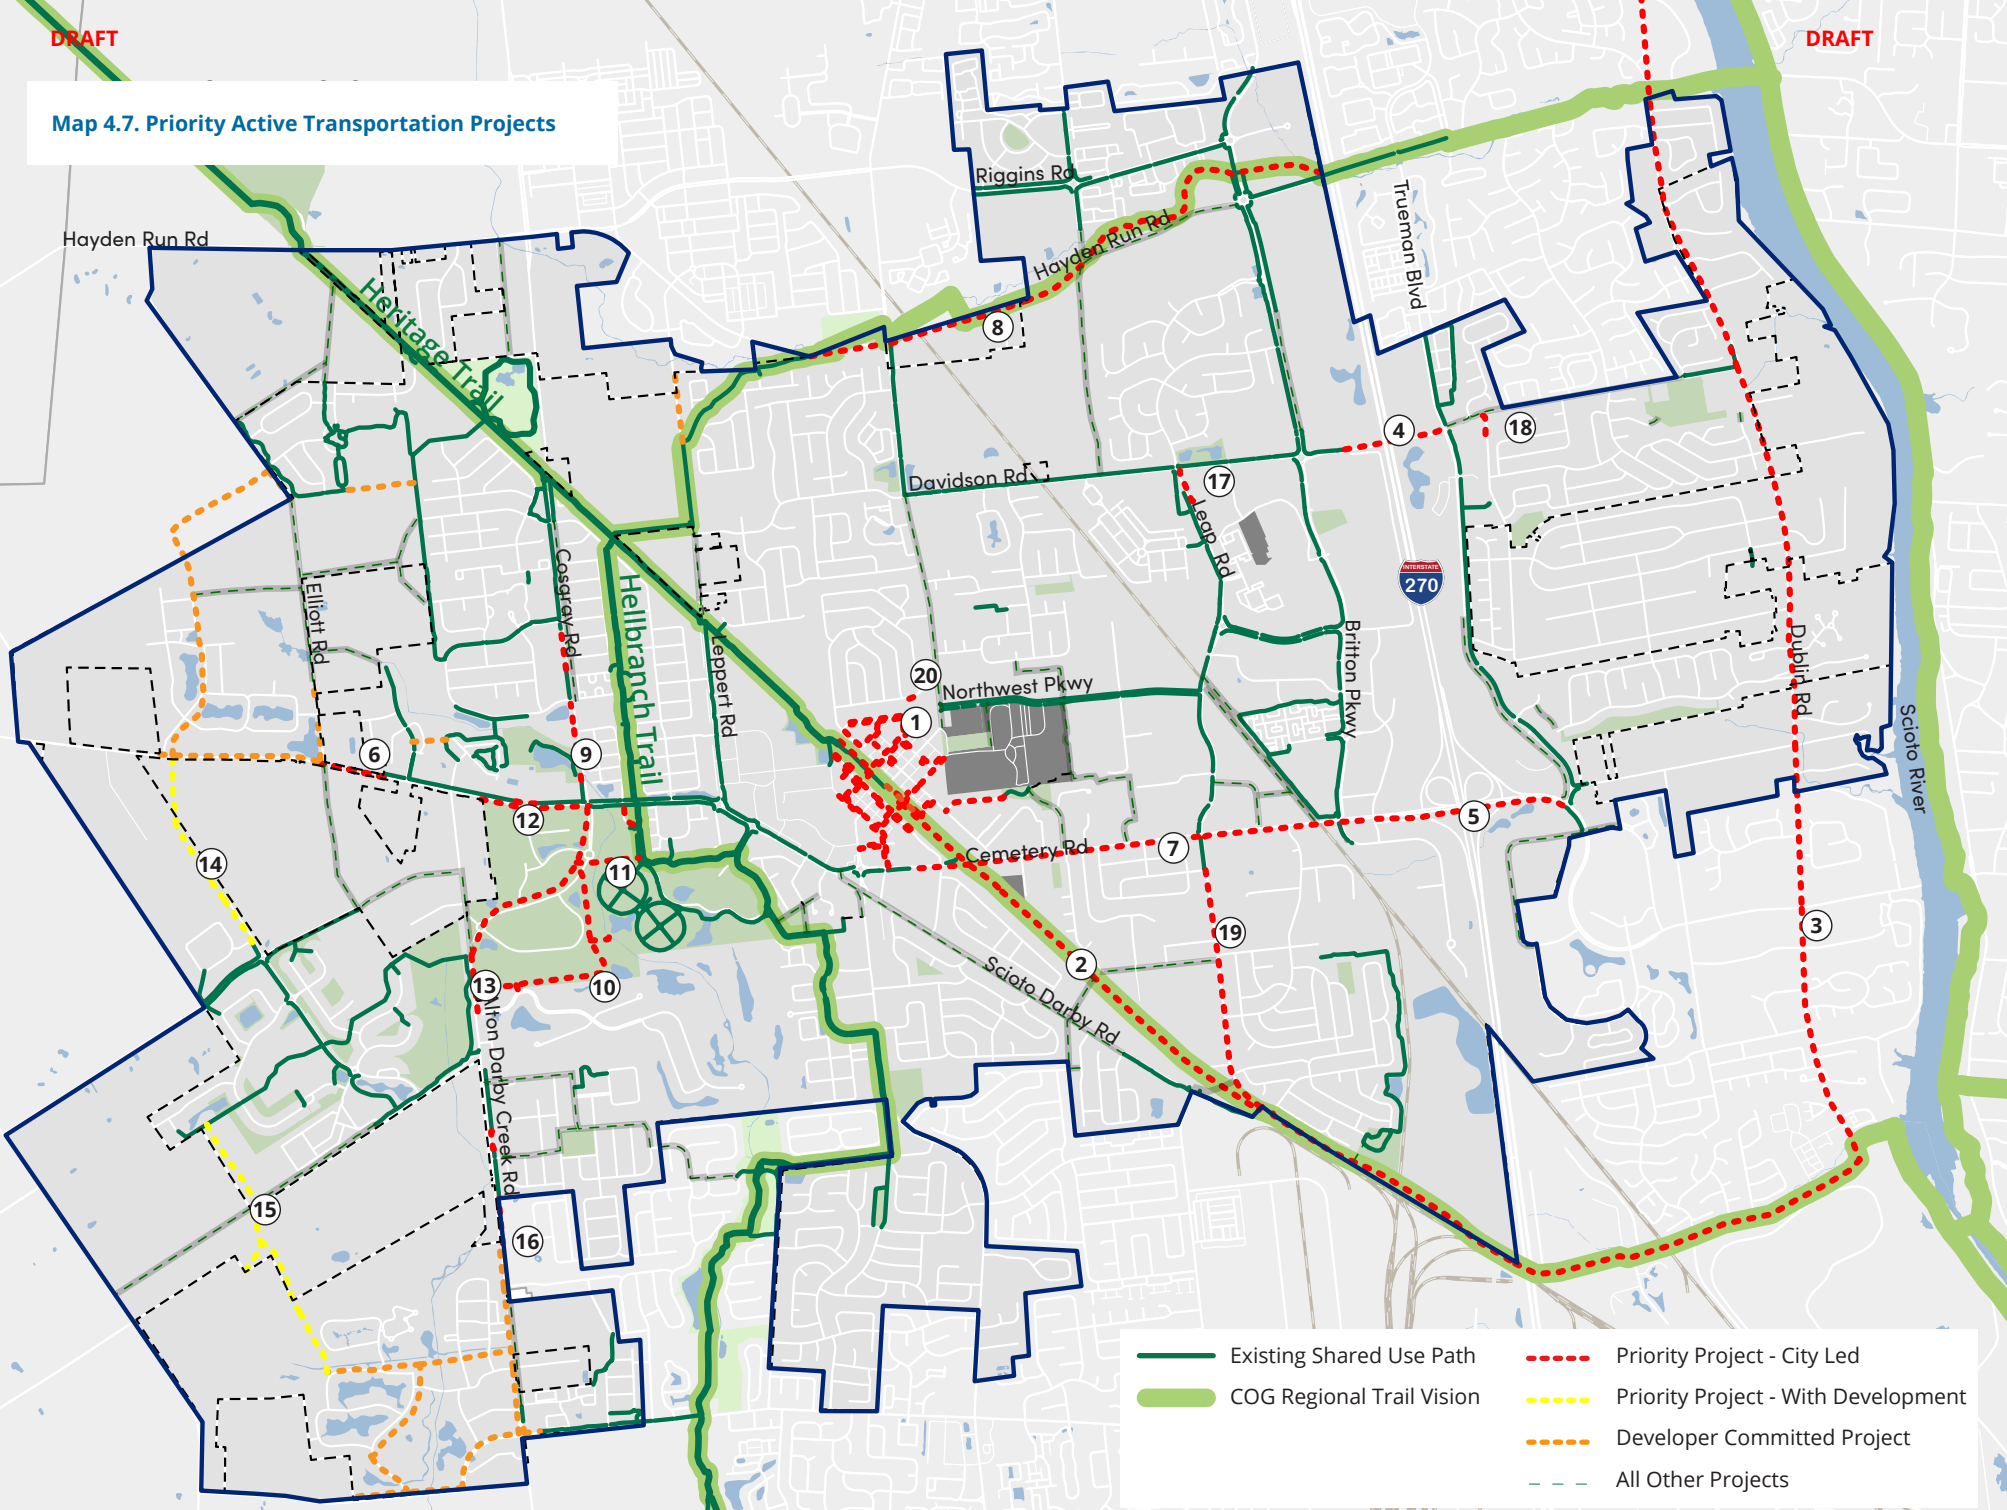 DRAFT
DRAFT
Map 4.7. Priority Active Transportation Projects
Riggins Rd
Trueman Blvd
Hayden Run Rd
Hayden Run Rd
Heritage Trail
8
4
18
Davidson Rd
17
Leap Rd
INTERSTATE
270
Cosgray Rd
Elliott Rd
Hellbranch Trail
Leppert Rd
Britton Pkwy
Dublin Rd
20
Northwest Pkwy
1
Scioto River
6
9
12
5
7
Cemetery Rd
14
11
19
3
2
13
10
Scioto Darby Rd
Alton Darby Creek Rd
15
16
Existing Shared Use Path
COG Regional Trail Vision
Priority Project - City Led
Priority Project - With Development
Developer Committed Project
All Other Projects